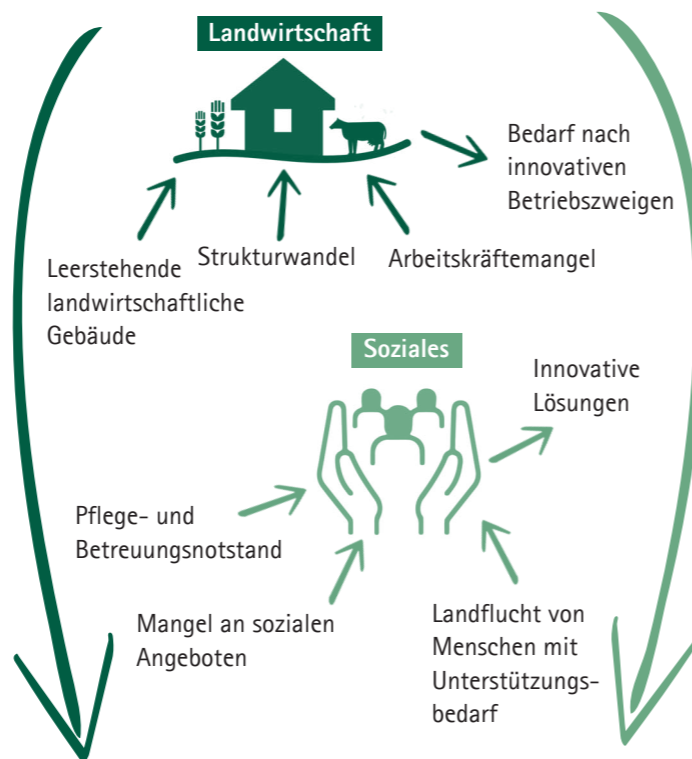 Landwirtschaft
Bedarf nach
innovativen
Betriebszweigen
Leerstehende
landwirtschaftliche
Gebäude
Strukturwandel
Arbeitskräftemangel
Soziales
Innovative
Lösungen
Pflege- und
Betreuungsnotstand
Mangel an sozialen
Angeboten
Landflucht von
Menschen mit
Unterstützungs-
bedarf